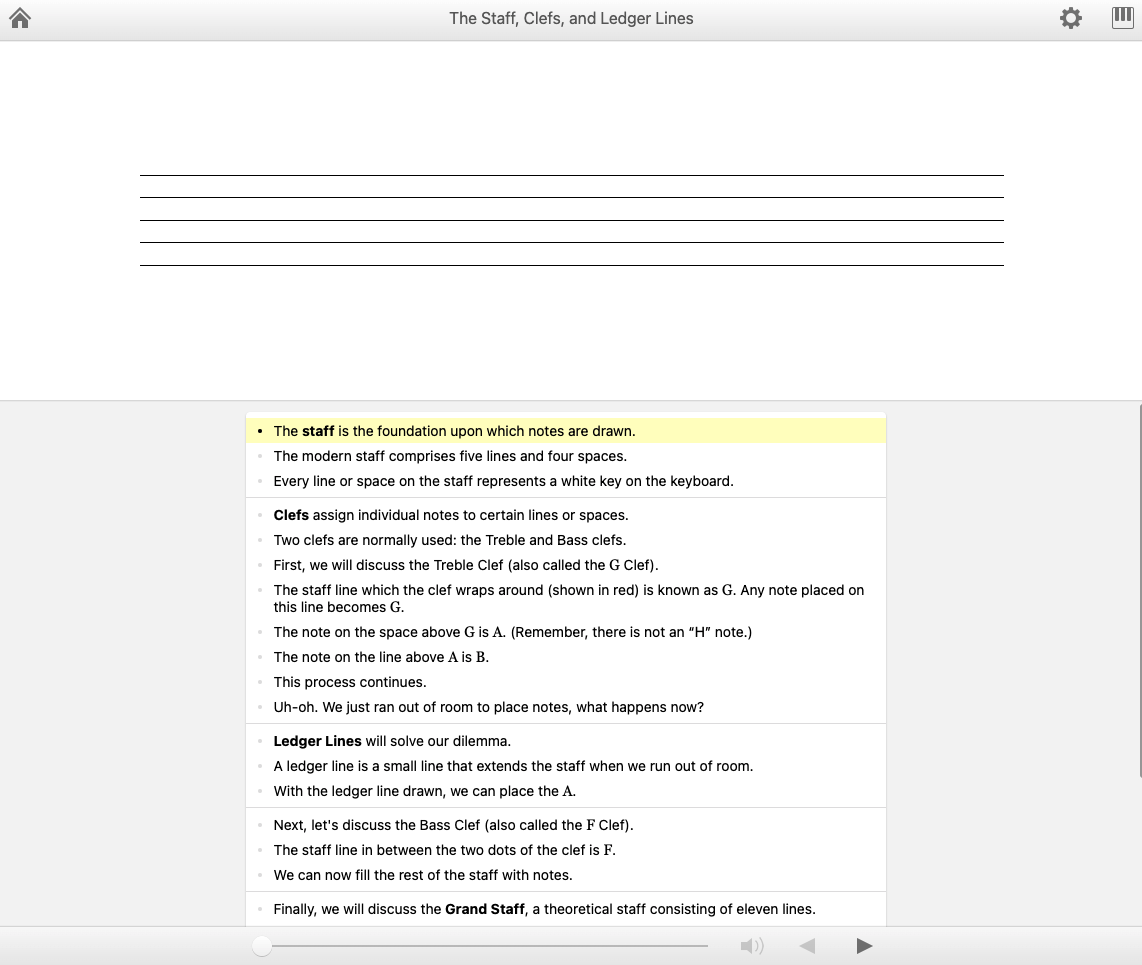 The Staff, Clefs, and Ledger Lines
The staff is the foundation upon which notes are drawn.
The modern staff comprises five lines and four spaces.
Every line or space on the staff represents a white key on the keyboard.
Clefs assign individual notes to certain lines or spaces.
Two clefs are normally used: the Treble and Bass clefs.
First, we will discuss the Treble Clef (also called the G Clef).
The staff line which the clef wraps around (shown in red) is known as G. Any note placed on
this line becomes G.
The note on the space above G is A. (Remember, there is not an “H” note.)
The note on the line above A is B.
This process continues.
Uh-oh. We just ran out of room to place notes, what happens now?
Ledger Lines will solve our dilemma.
A ledger line is a small line that extends the staff when we run out of room.
With the ledger line drawn, we can place the A.
Next, let's discuss the Bass Clef (also called the F Clef).
The staff line in between the two dots of the clef is F.
We can now fill the rest of the staff with notes.
Finally, we will discuss the Grand Staff, a theoretical staff consisting of eleven lines.